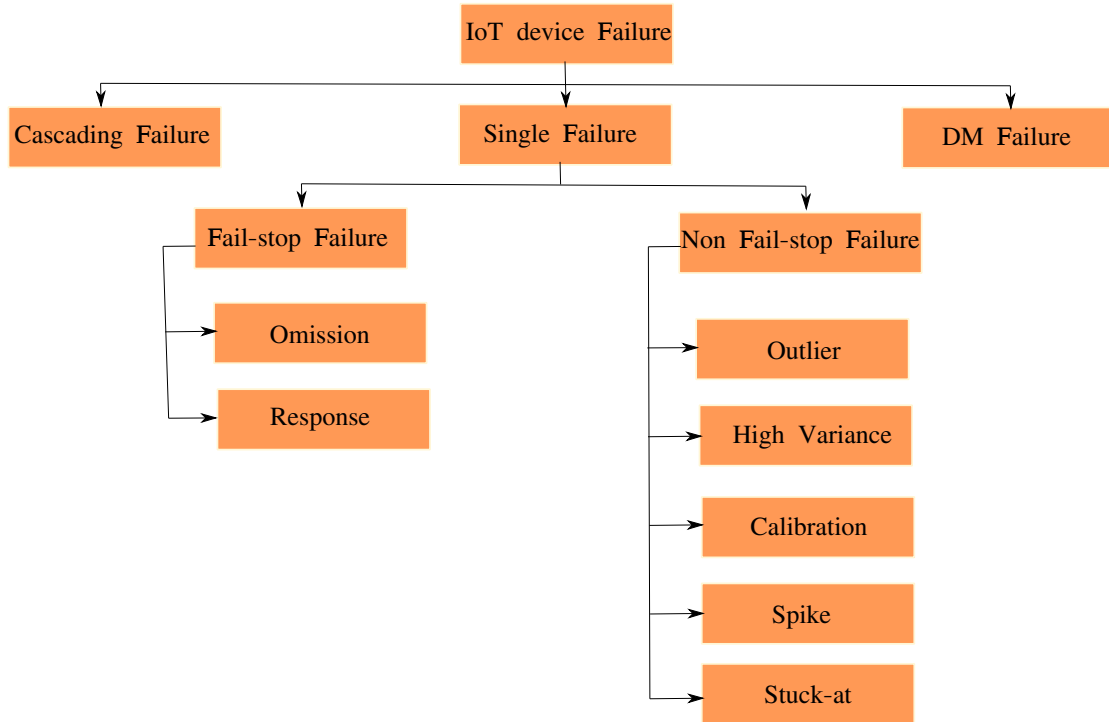 IoT device Failure
Cascading Failure
Single Failure
DM Failure
Fail-stop Failure
Non Fail-stop Failure
Omission
Response
Outlier
High Variance
Calibration
Spike
Stuck-at